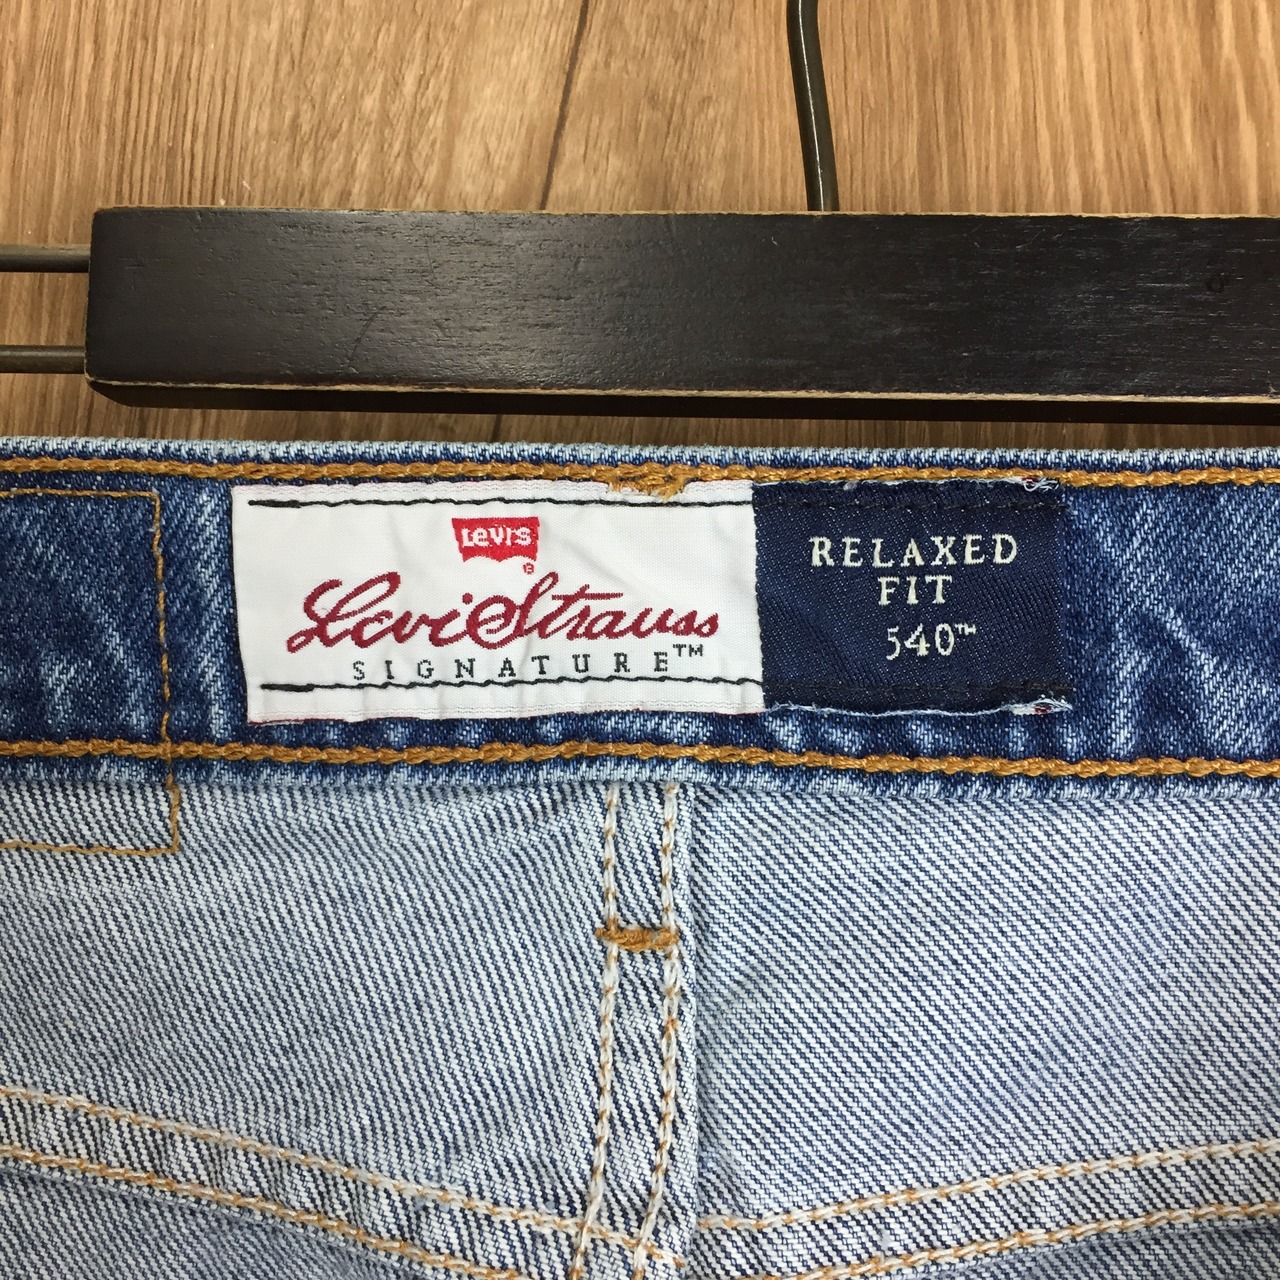 Levi's
®
Levi Strauss
SIGNATURE™
RELAXED
FIT
540™